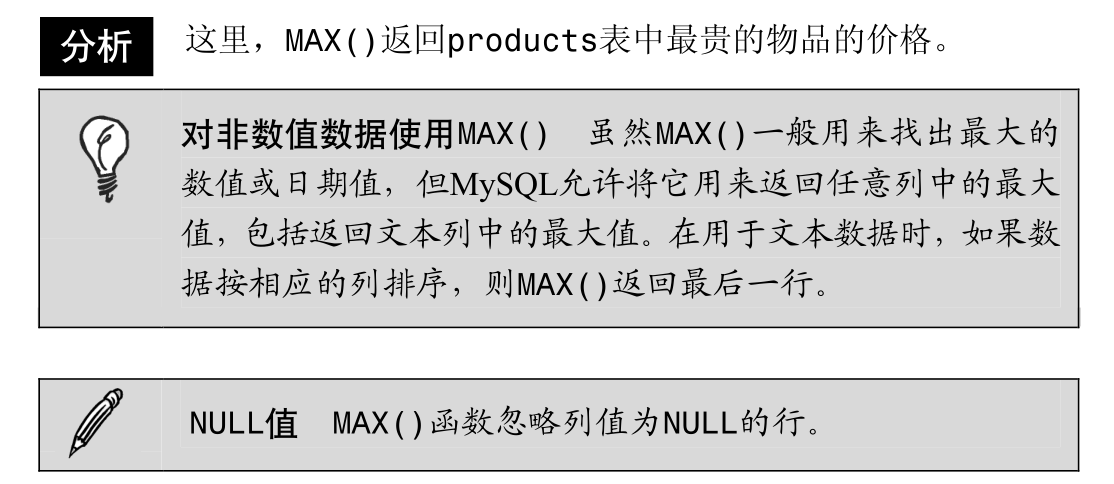 分析 这里，MAX()返回products表中最贵的物品的价格。
对非数值数据使用MAX() 虽然MAX()一般用来找出最大的
数值或日期值，但MySQL允许将它用来返回任意列中的最大
值，包括返回文本列中的最大值。在用于文本数据时，如果数
据按相应的列排序，则MAX()返回最后一行。
NULL值 MAX()函数忽略列值为NULL的行。